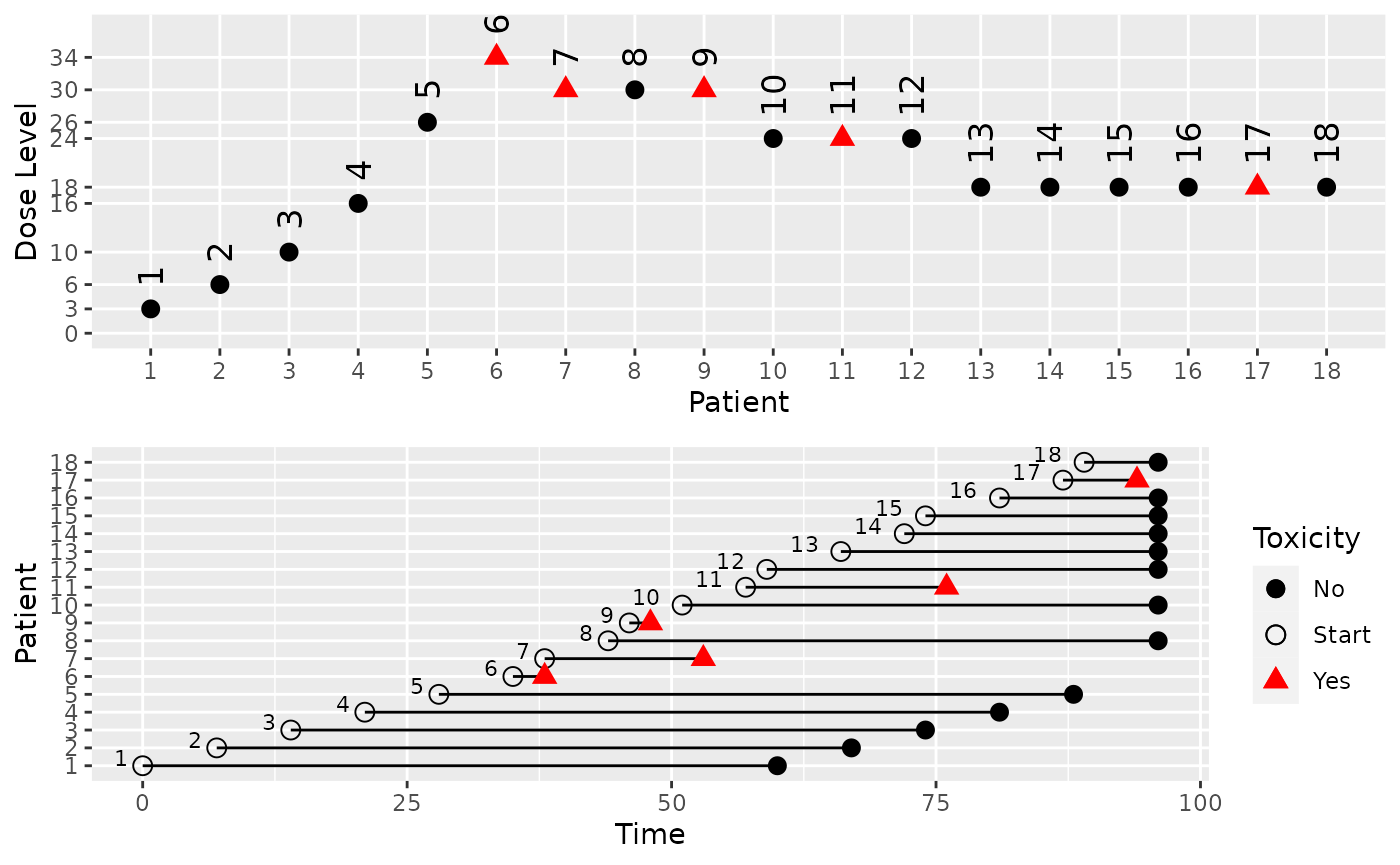 6
34 7 8 9
30
5 10 11 12
26
24
4 13 14 15 16 17 18
18
16
3
10
2
6
1
3
0
Dose Level
1 2 3 4 5 6 7 8 9 10 11 12 13 14 15 16 17 18
Patient
18 18
17 17
16 16
15 15
14 14
13 13
12 12
11 11
10 10
9 9
8 8
7 7
6 6
5 5
4 4
3 3
2 2
1 1
Patient
0 25 50 75 100
Time
Toxicity
No
Start
Yes